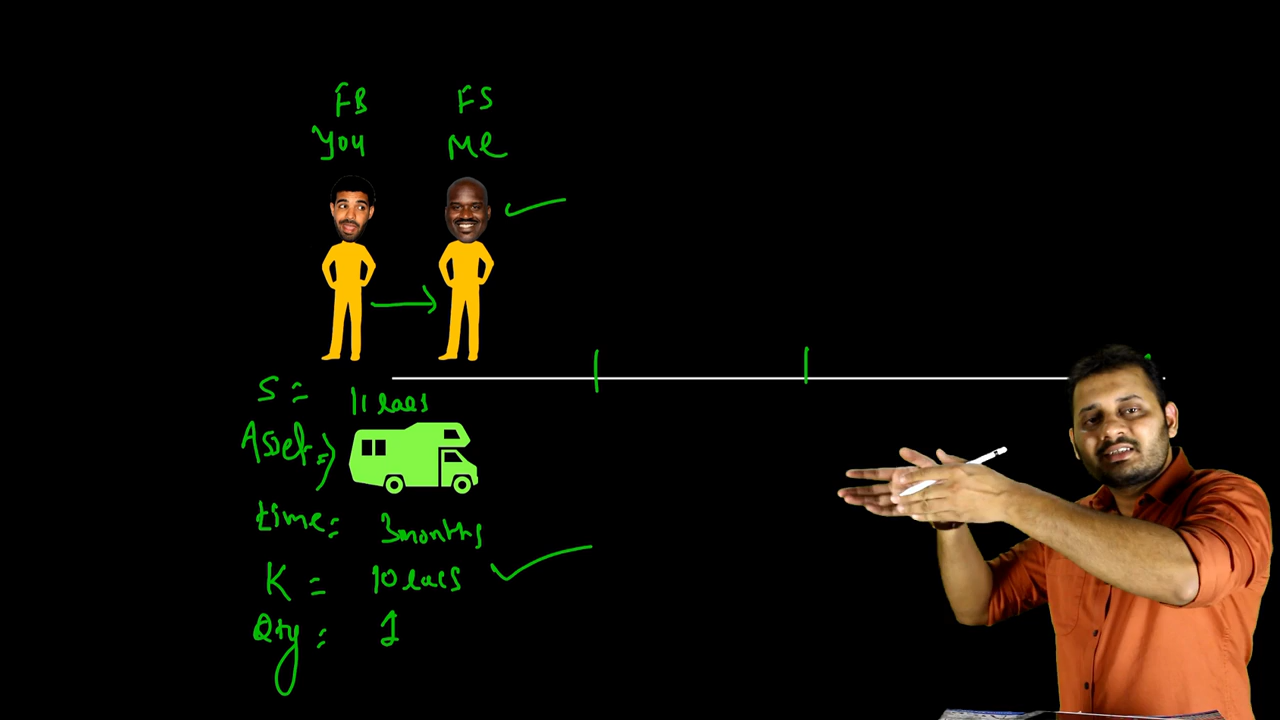 FB FS
You Me
S = 11 lacs
Asset =)
time = 3months
K = 10 lacs
Qty = 1